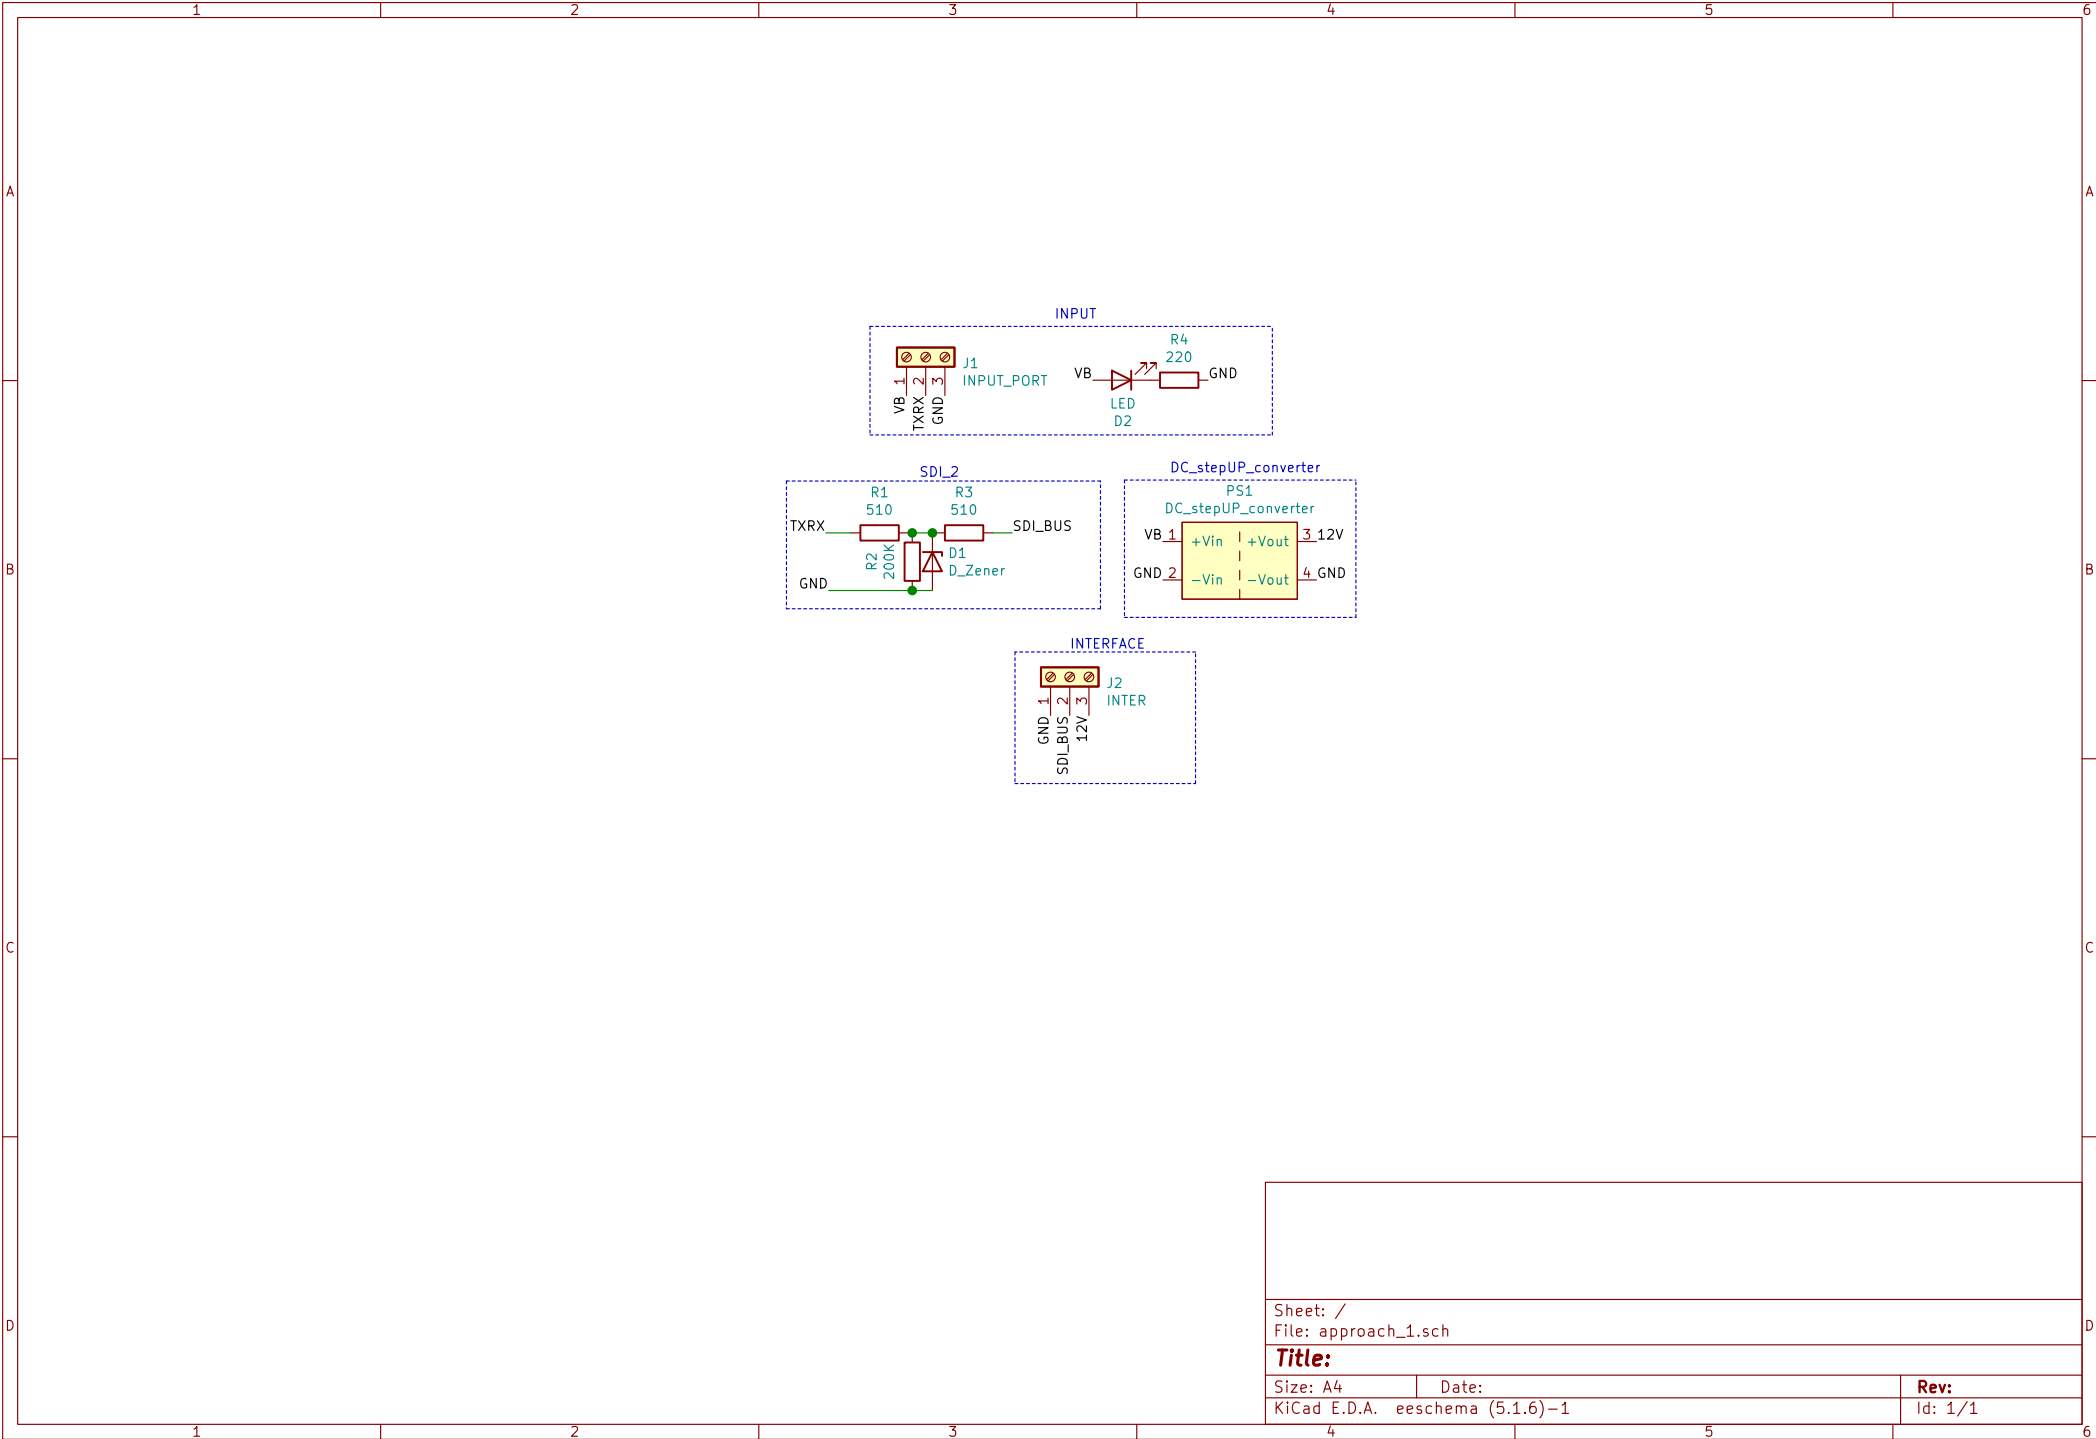 1 2 3 4 5 6
A A
INPUT
R4
220
J1
INPUT_PORT
VB
GND
1 2 3
VB TXRX GND
LED
D2
B B
SDI_2
R1
510
R3
510
TXRX
SDI_BUS
R2
200K
D1
D_Zener
GND
DC_stepUP_converter
PS1
DC_stepUP_converter
VB 1 +Vin +Vout 3 12V
GND 2 -Vin -Vout 4 GND
INTERFACE
J2
INTER
1 2 3
GND SDI_BUS 12V
C C
D D
Sheet: /
File: approach_1.sch
Title:
Size: A4 Date: Rev:
KiCad E.D.A. eeschema (5.1.6)-1 Id: 1/1
1 2 3 4 5 6